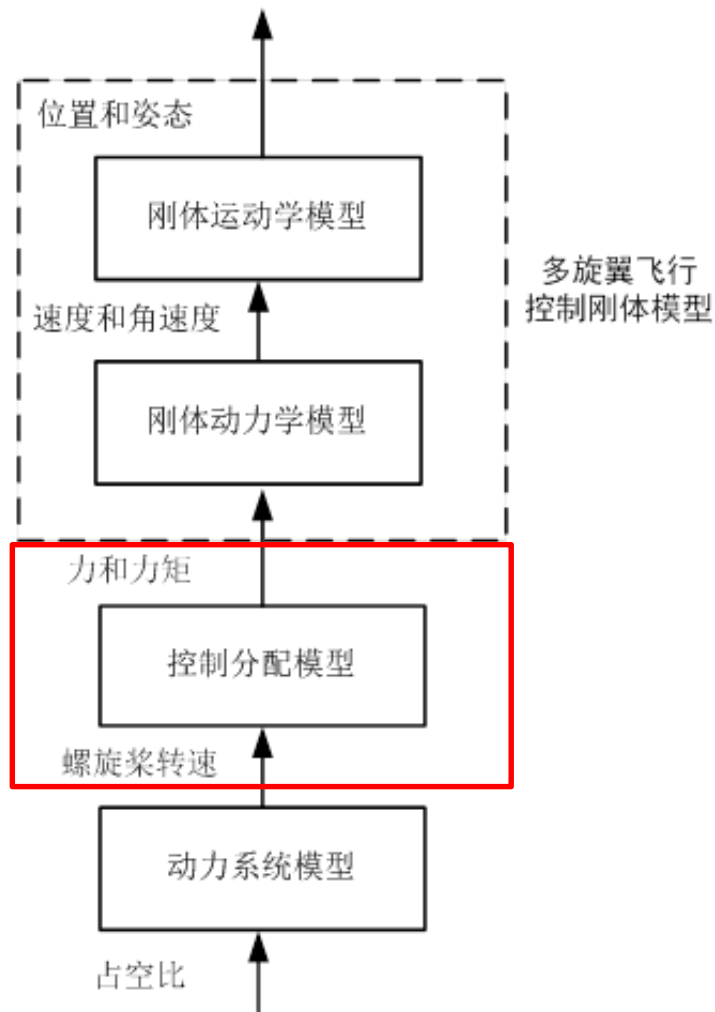 位置和姿态
刚体运动学模型
速度和角速度
刚体动力学模型
多旋翼飞行
控制刚体模型
力和力矩
控制分配模型
螺旋桨转速
动力系统模型
占空比